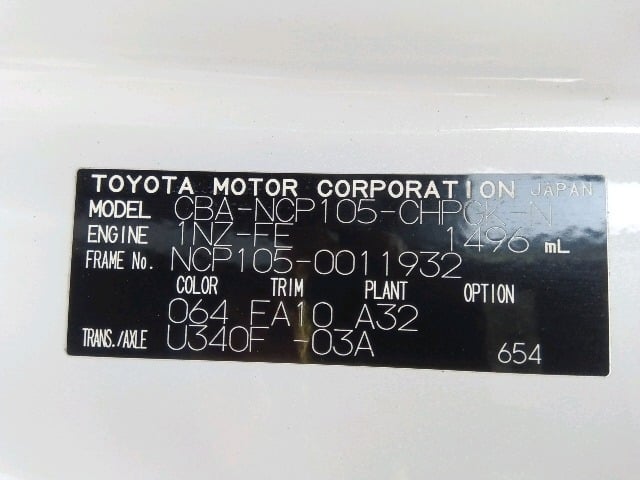 TOYOTA MOTOR CORPORATION JAPAN
MODEL CBA-NCP105-CHPGK-N
ENGINE 1NZ-FE 1496 mL
FRAME No. NCP105-0011932
COLOR TRIM PLANT OPTION
064 FA10 A32
TRANS./AXLE U340F -03A
654